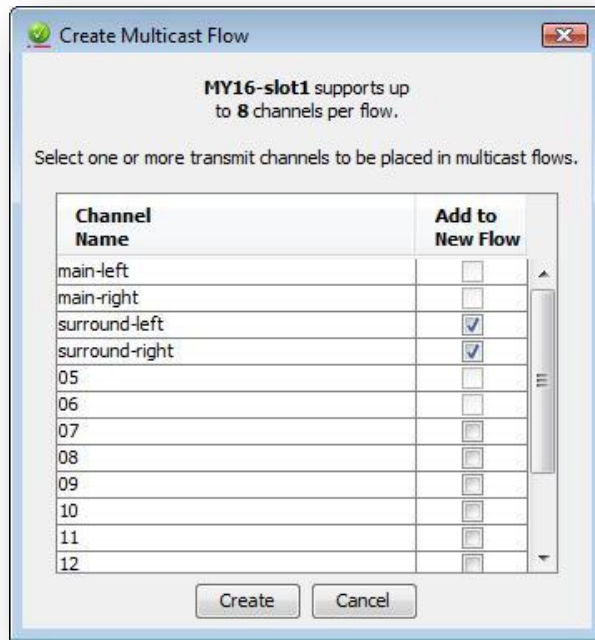 Create Multicast Flow
MY16-slot1 supports up
to 8 channels per flow.
Select one or more transmit channels to be placed in multicast flows.
Channel Name
Add to New Flow
main-left
main-right
surround-left
surround-right
05
06
07
08
09
10
11
12
Create
Cancel